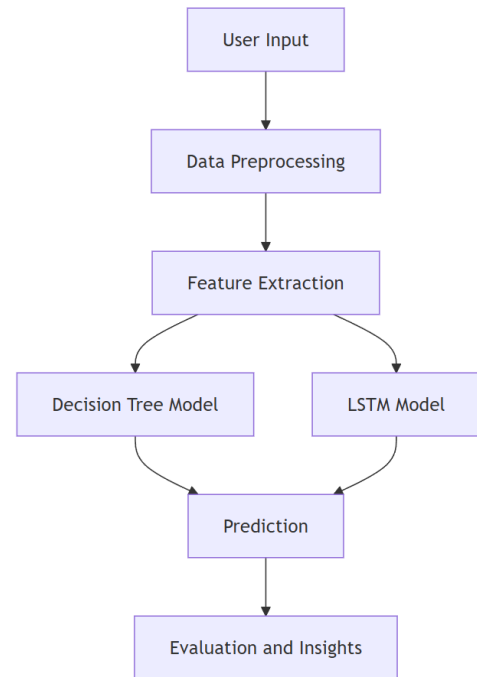 User Input
Data Preprocessing
Feature Extraction
Decision Tree Model
LSTM Model
Prediction
Evaluation and Insights